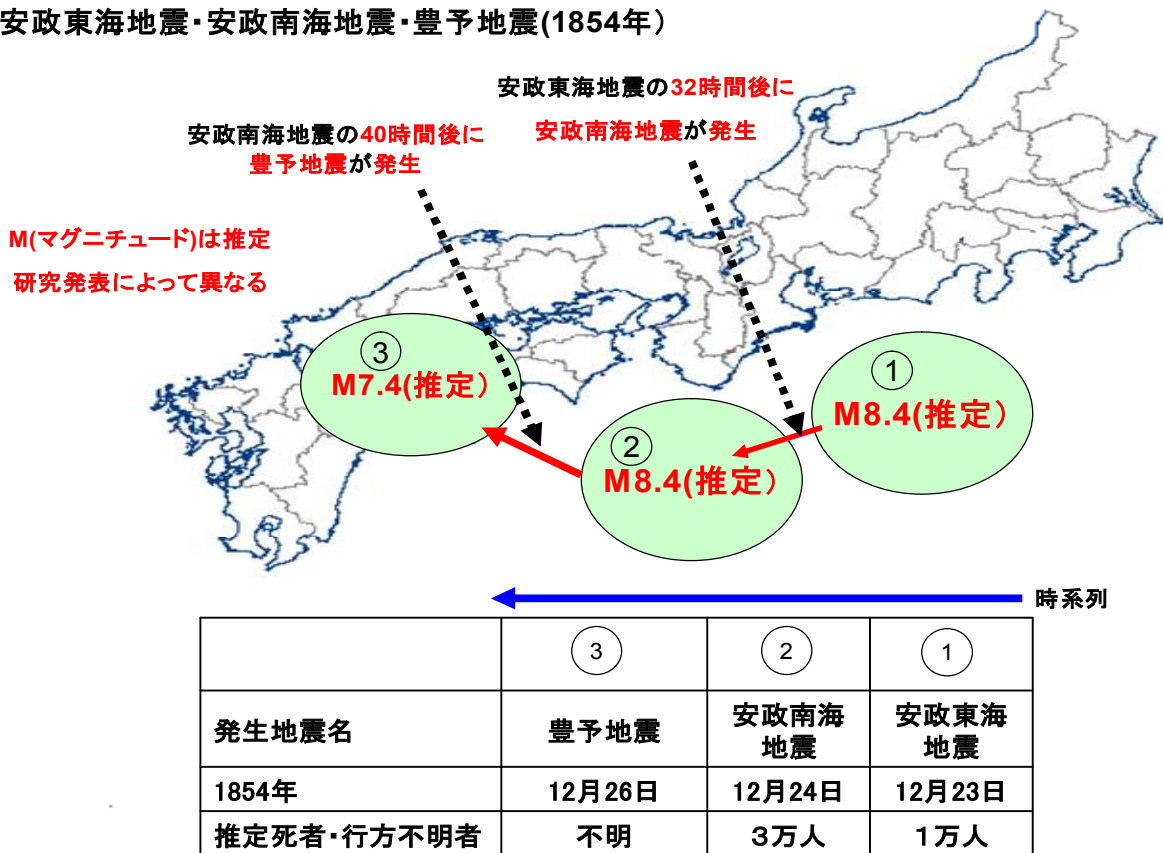 安政東海地震・安政南海地震・豊予地震(1854年)
安政東海地震の32時間後に
安政南海地震が発生
安政南海地震の40時間後に
豊予地震が発生
M(マグニチュード)は推定
研究発表によって異なる
③
M7.4(推定)
①
M8.4(推定)
②
M8.4(推定)
時系列
③ ② ①
発生地震名 豊予地震 安政南海 安政東海
地震 地震
1854年 12月26日 12月24日 12月23日
推定死者・行方不明者 不明 3万人 1万人